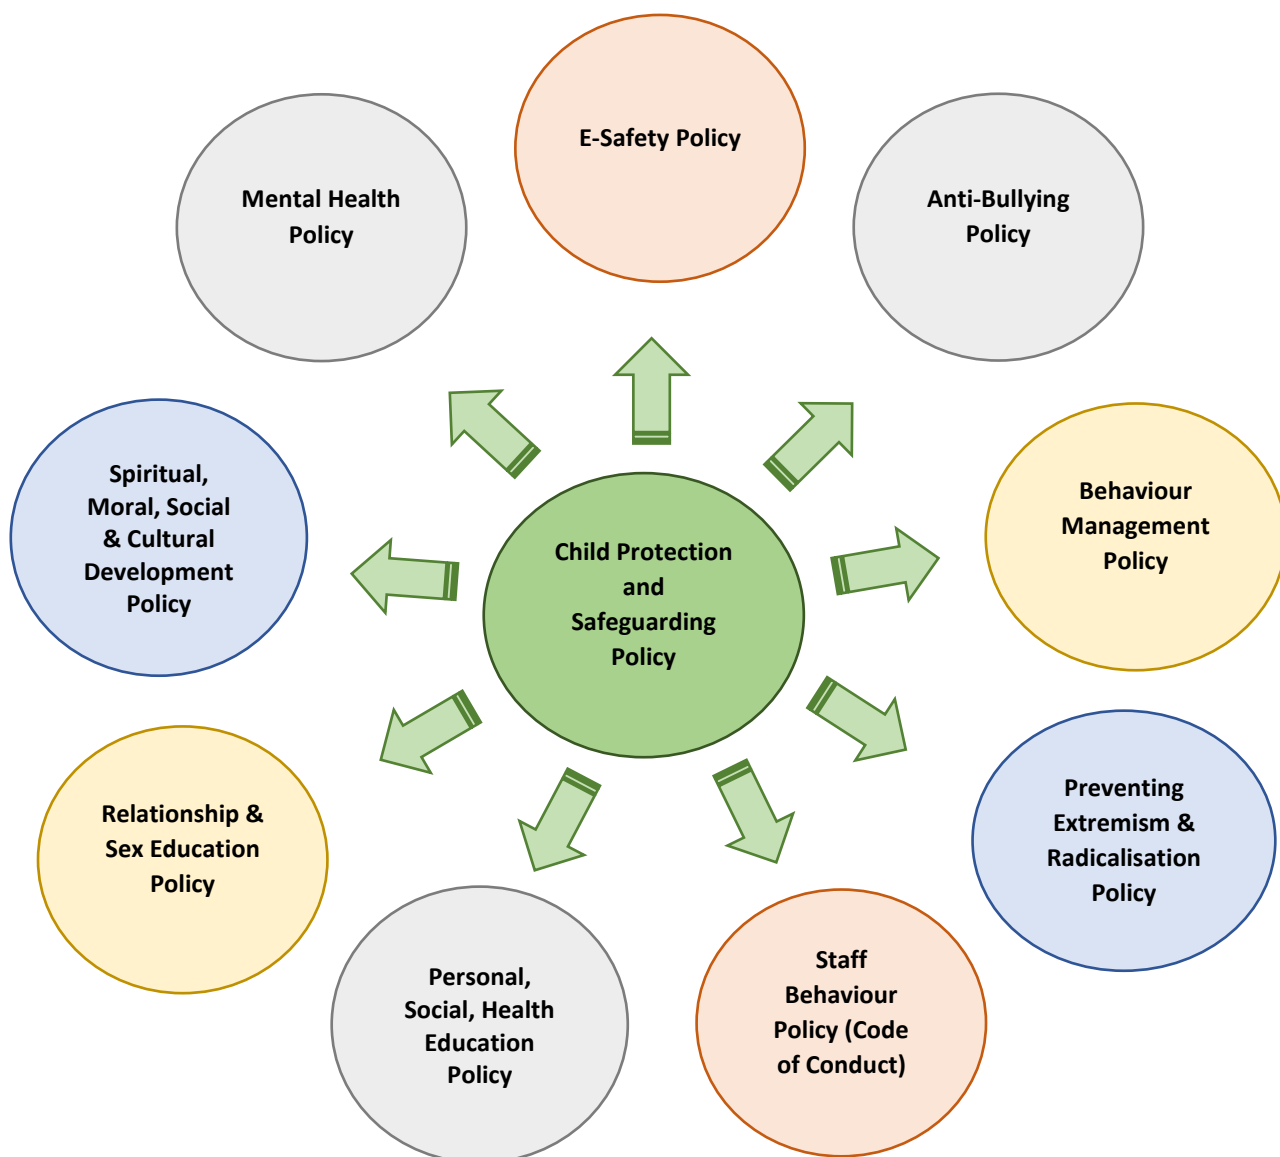 E-Safety Policy
Mental Health
Policy
Anti-Bullying
Policy
Spiritual,
Moral, Social
& Cultural
Development
Policy
Child Protection
and
Safeguarding
Policy
Behaviour
Management
Policy
Relationship &
Sex Education
Policy
Preventing
Extremism &
Radicalisation
Policy
Personal,
Social, Health
Education
Policy
Staff
Behaviour
Policy (Code
of Conduct)